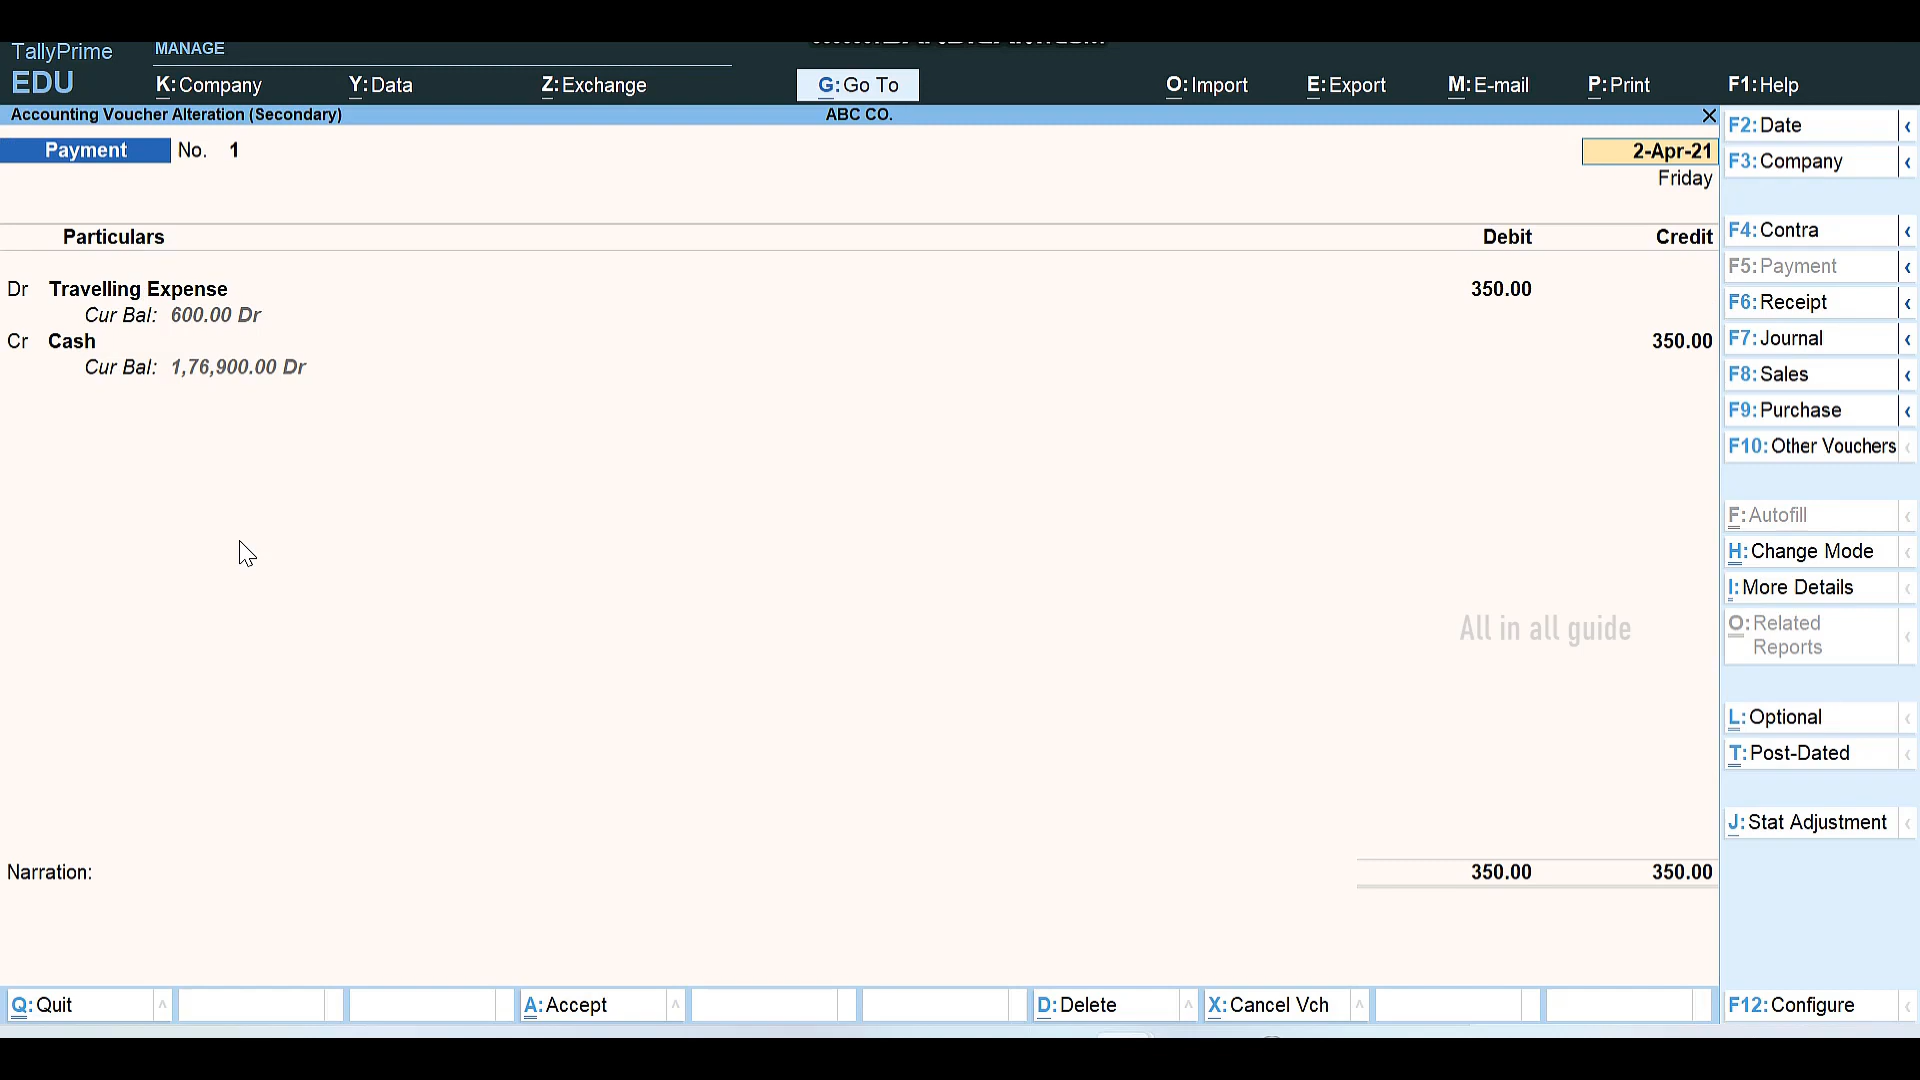 TallyPrime
EDU
MANAGE
K:Company
Y:Data
Z:Exchange
G:Go To
O:Import
E:Export
M:E-mail
P:Print
F1:Help
Accounting Voucher Alteration (Secondary)
ABC CO.
Payment No. 1
2-Apr-21
Friday
Particulars Debit Credit
Dr Travelling Expense 350.00
Cur Bal: 600.00 Dr
Cr Cash 350.00
Cur Bal: 1,76,900.00 Dr
All in all guide
Narration: 350.00 350.00
Q:Quit
A:Accept
D:Delete
X:Cancel Vch
F2:Date
F3:Company
F4:Contra
F5:Payment
F6:Receipt
F7:Journal
F8:Sales
F9:Purchase
F10:Other Vouchers
F:Autofill
H:Change Mode
I:More Details
O:Related
Reports
L:Optional
T:Post-Dated
J:Stat Adjustment
F12:Configure